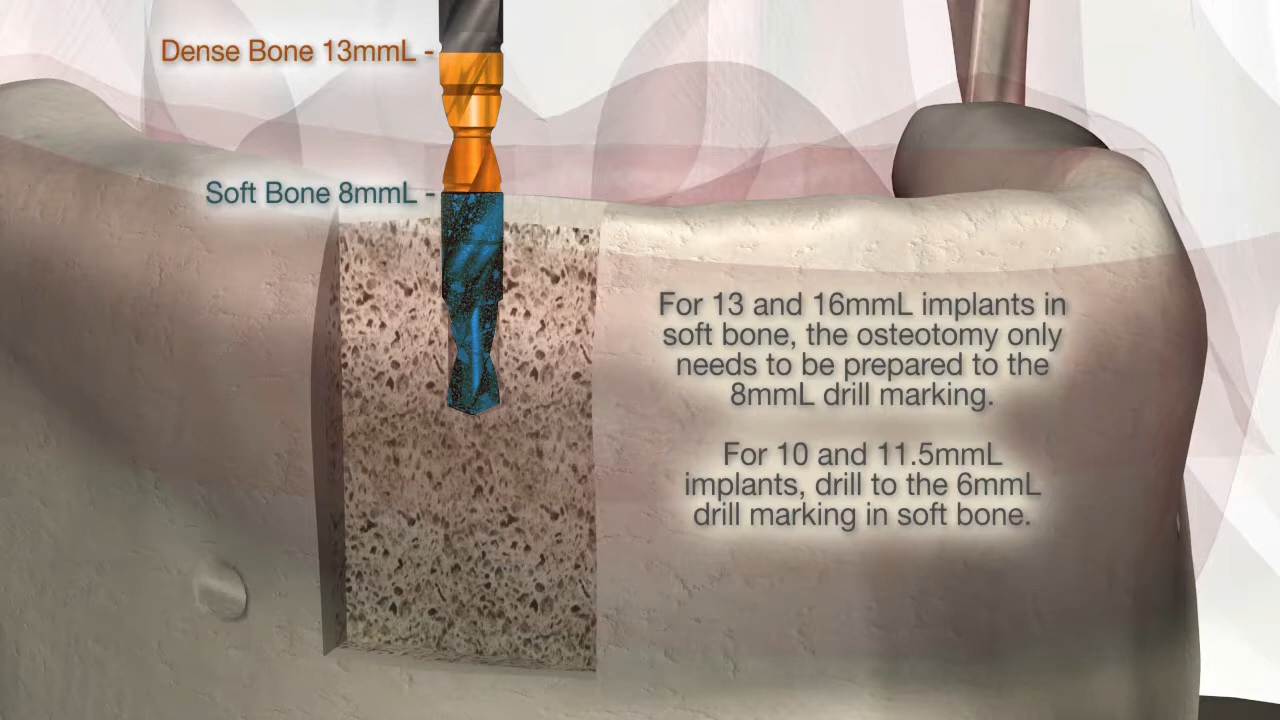 Dense Bone 13mmL -
Soft Bone 8mmL -
For 13 and 16mmL implants in
soft bone, the osteotomy only
needs to be prepared to the
8mmL drill marking.
For 10 and 11.5mmL
implants, drill to the 6mmL
drill marking in soft bone.